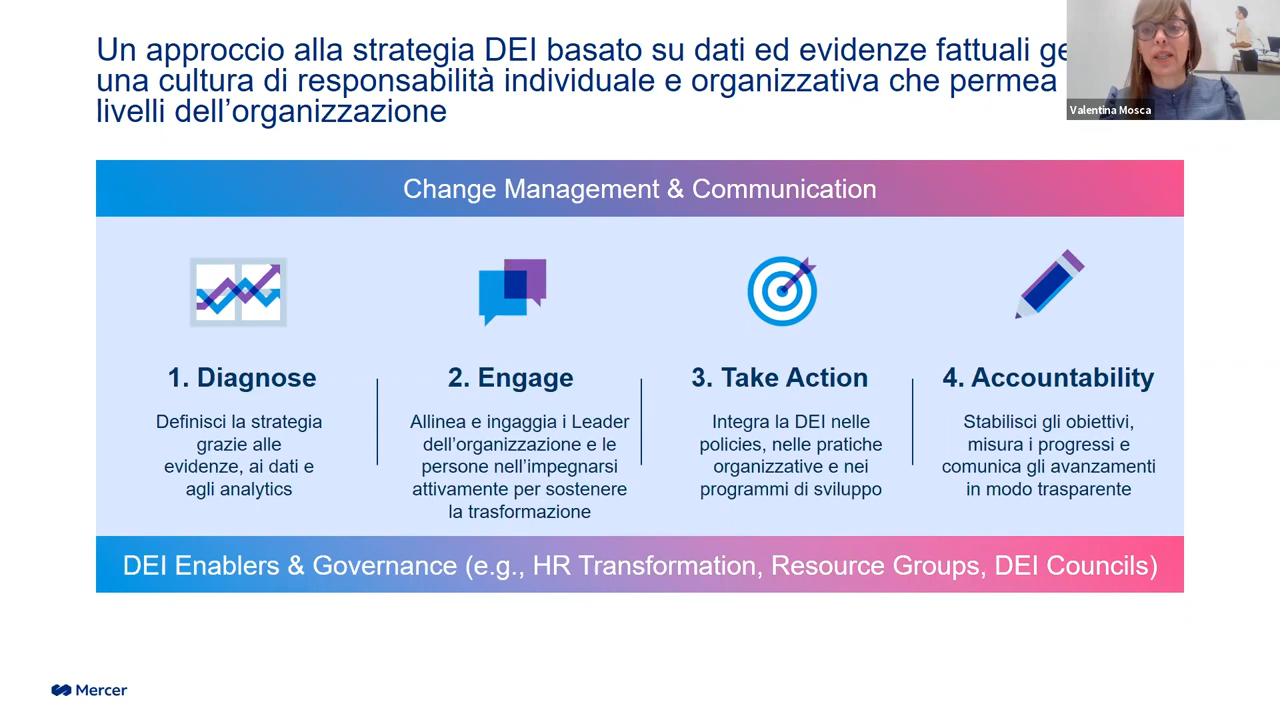 Un approccio alla strategia DEI basato su dati ed evidenze fattuali
una cultura di responsabilità individuale e organizzativa che permea
livelli dell’organizzazione
Valentina Mosca
Change Management & Communication
1. Diagnose
Definisci la strategia
grazie alle
evidenze, ai dati e
agli analytics
2. Engage
Allinea e ingaggia i Leader
dell’organizzazione e le
persone nell’impegnarsi
attivamente per sostenere
la trasformazione
3. Take Action
Integra la DEI nelle
policies, nelle pratiche
organizzative e nei
programmi di sviluppo
4. Accountability
Stabilisci gli obiettivi,
misura i progressi e
comunica gli avanzamenti
in modo trasparente
DEI Enablers & Governance (e.g., HR Transformation, Resource Groups, DEI Councils)
Mercer